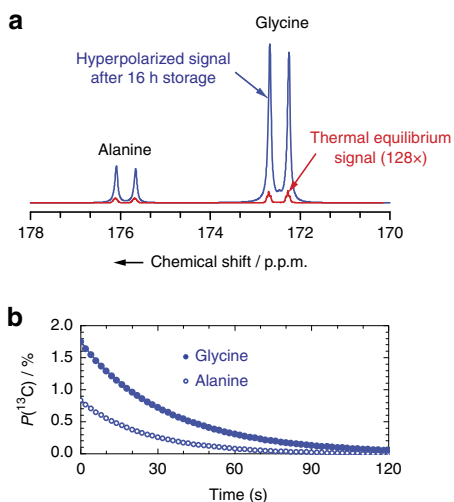 a
Glycine
Hyperpolarized signal
after 16 h storage
Alanine
Thermal equilibrium
signal (128×)
178 176 174 172 170
← Chemical shift / p.p.m.
b
2.0
1.5
1.0
0.5
0.0
P(¹³C) / %
Glycine
Alanine
0 30 60 90 120
Time (s)